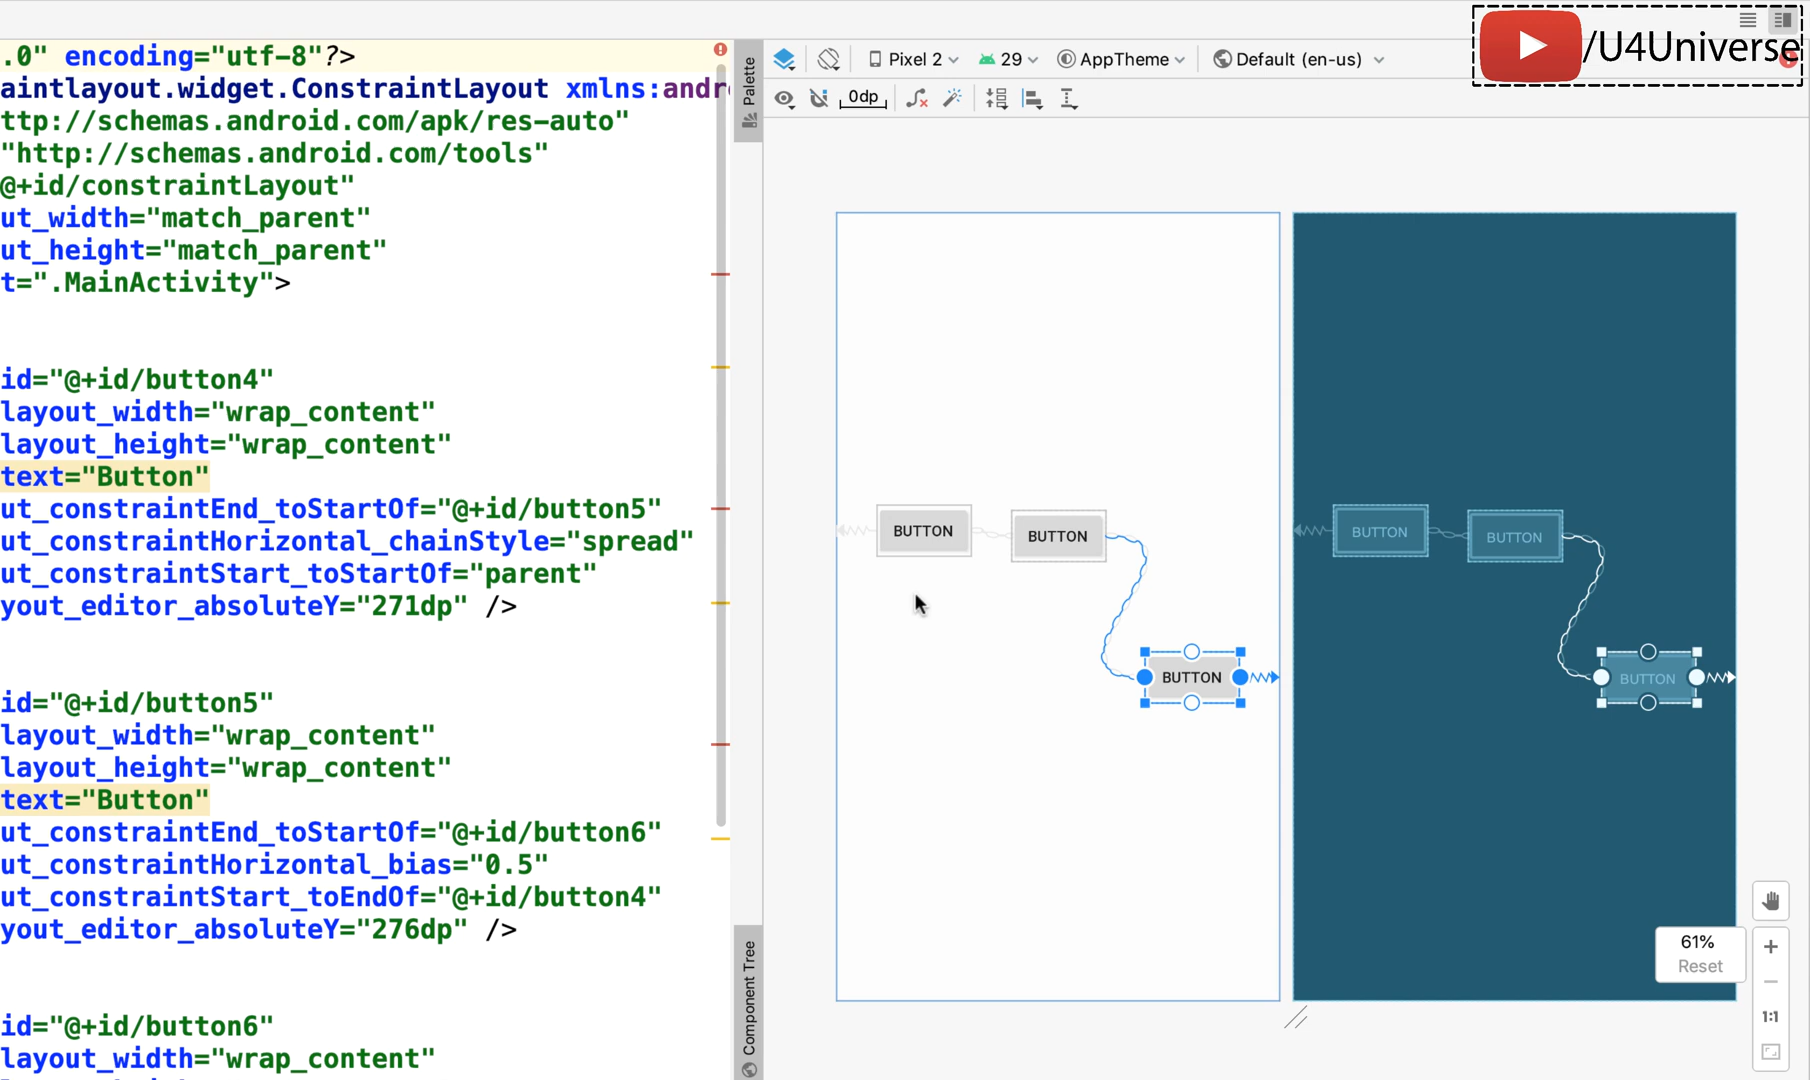 .0" encoding="utf-8"?>
aintlayout.widget.ConstraintLayout xmlns:andr
ttp://schemas.android.com/apk/res-auto"
"http://schemas.android.com/tools"
@+id/constraintLayout"
ut_width="match_parent"
ut_height="match_parent"
t=".MainActivity">
id="@+id/button4"
layout_width="wrap_content"
layout_height="wrap_content"
text="Button"
ut_constraintEnd_toStartOf="@+id/button5"
ut_constraintHorizontal_chainStyle="spread"
ut_constraintStart_toStartOf="parent"
yout_editor_absoluteY="271dp" />
id="@+id/button5"
layout_width="wrap_content"
layout_height="wrap_content"
text="Button"
ut_constraintEnd_toStartOf="@+id/button6"
ut_constraintHorizontal_bias="0.5"
ut_constraintStart_toEndOf="@+id/button4"
yout_editor_absoluteY="276dp" />
id="@+id/button6"
layout_width="wrap_content"
Palette
Component Tree
Pixel 2 29 AppTheme Default (en-us)
/U4Universe
0dp
BUTTON
BUTTON
BUTTON
BUTTON
BUTTON
BUTTON
61%
Reset
1:1